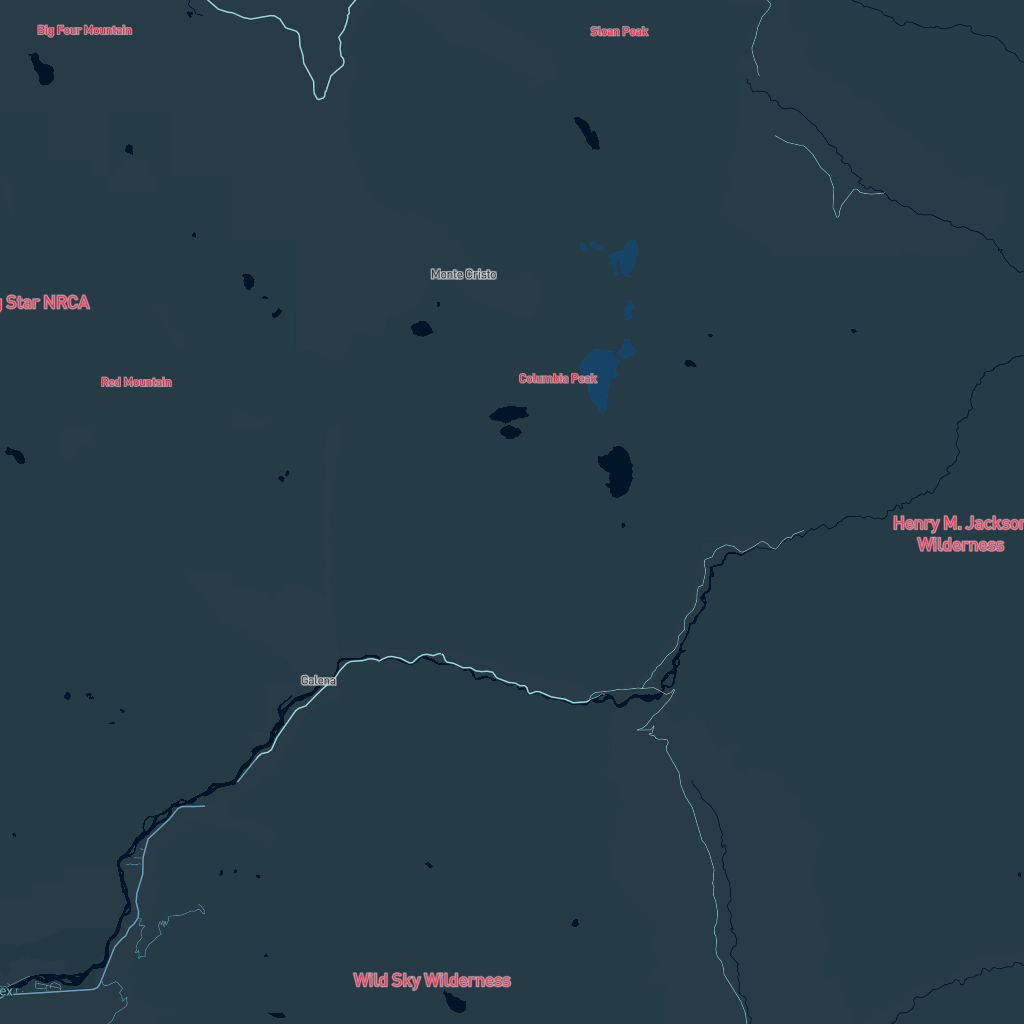 Big Four Mountain
Sloan Peak
Monte Cristo
Star NRCA
Red Mountain
Columbia Peak
Henry M. Jackson
Wilderness
Galena
Wild Sky Wilderness